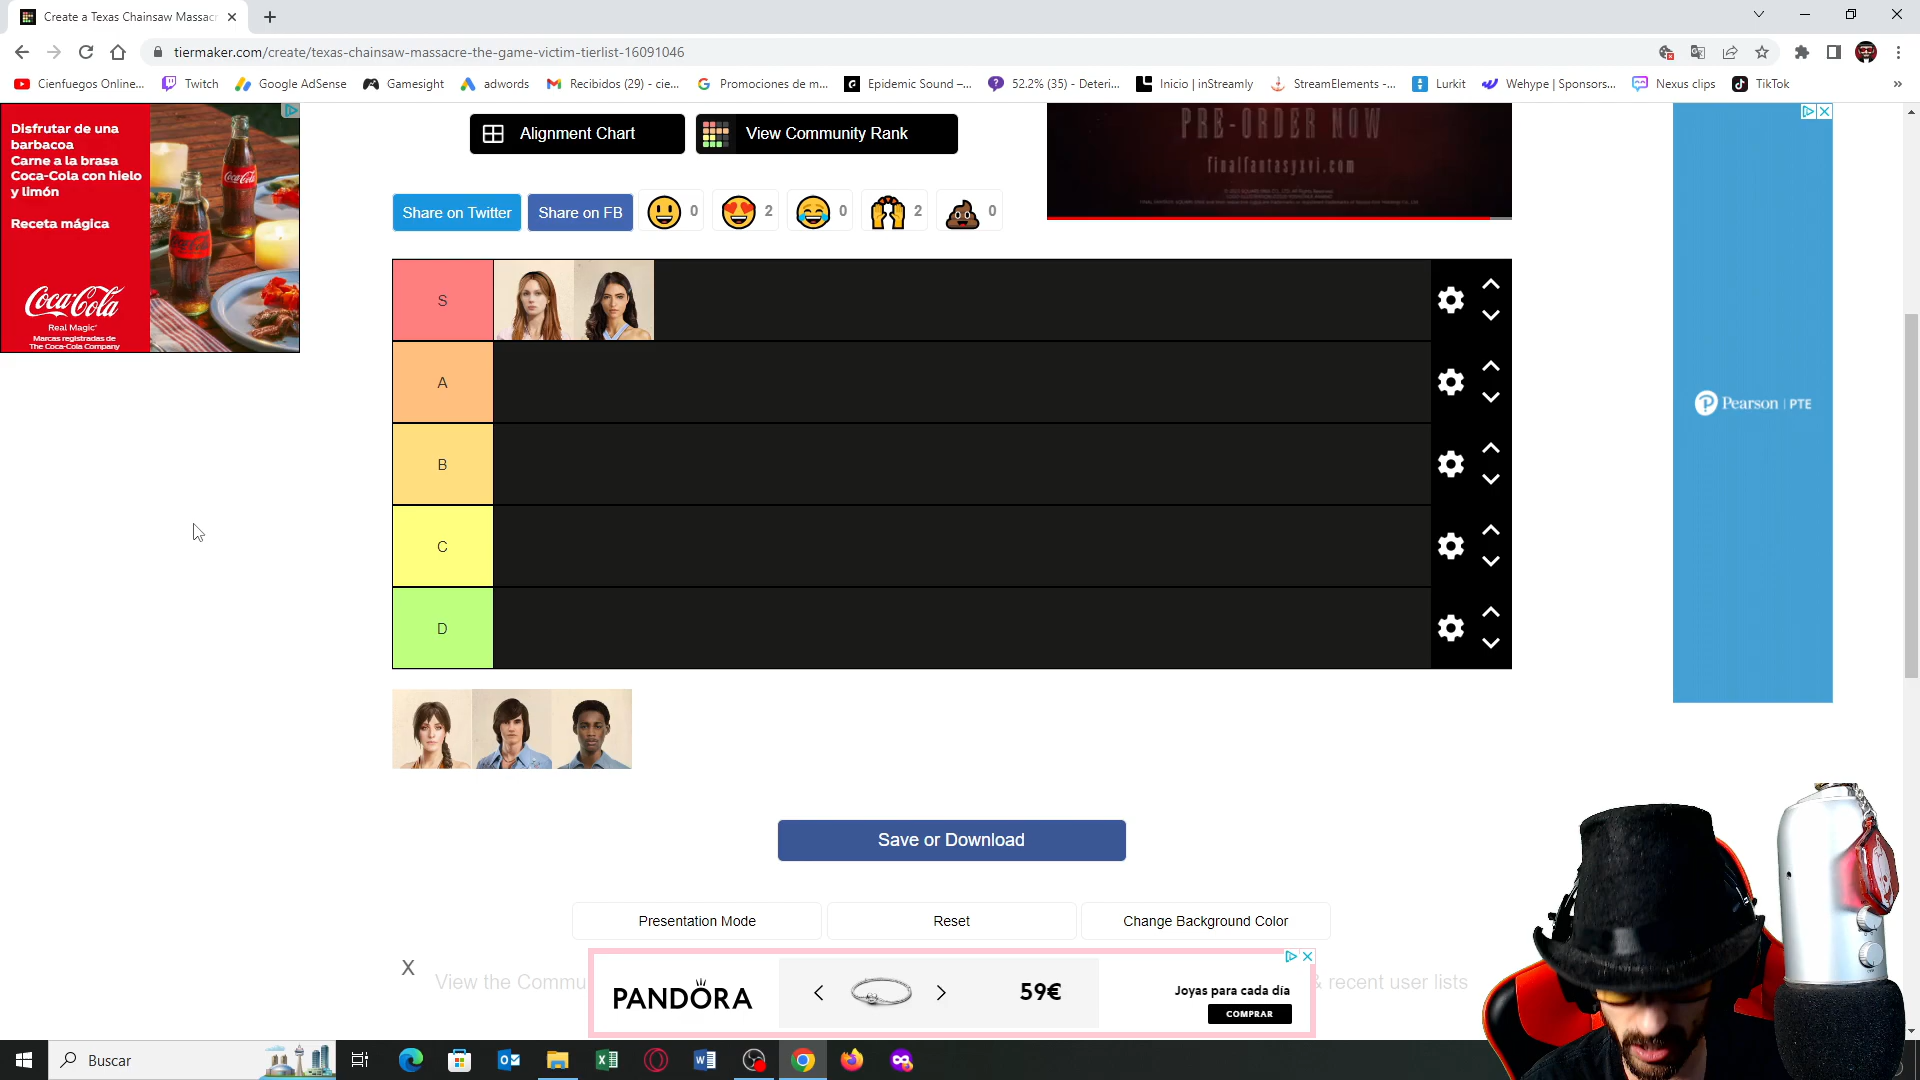 Create a Texas Chainsaw Massacr
tiermaker.com/create/texas-chainsaw-massacre-the-game-victim-tierlist-16091046
Cienfuegos Online...
Twitch
Google AdSense
Gamesight
adwords
Recibidos (29) - cie...
Promociones de m...
Epidemic Sound –...
52.2% (35) - Deteri...
Inicio | inStreamly
StreamElements -...
Lurkit
Wehype | Sponsors...
Nexus clips
TikTok
»
Disfrutar de una
barbacoa
Carne a la brasa
Coca-Cola con hielo
y limón
Receta mágica
Coca-Cola
Real Magic
Marcas registradas de
The Coca-Cola Company
Alignment Chart
View Community Rank
PRE-ORDER NOW
finalfantasyxvi.com
Share on Twitter
Share on FB
0
2
0
2
0
S
A
B
C
D
Pearson | PTE
Save or Download
Presentation Mode
Reset
Change Background Color
X
View the Commu
& recent user lists
PANDÖRA
59€
Joyas para cada día
COMPRAR
Buscar